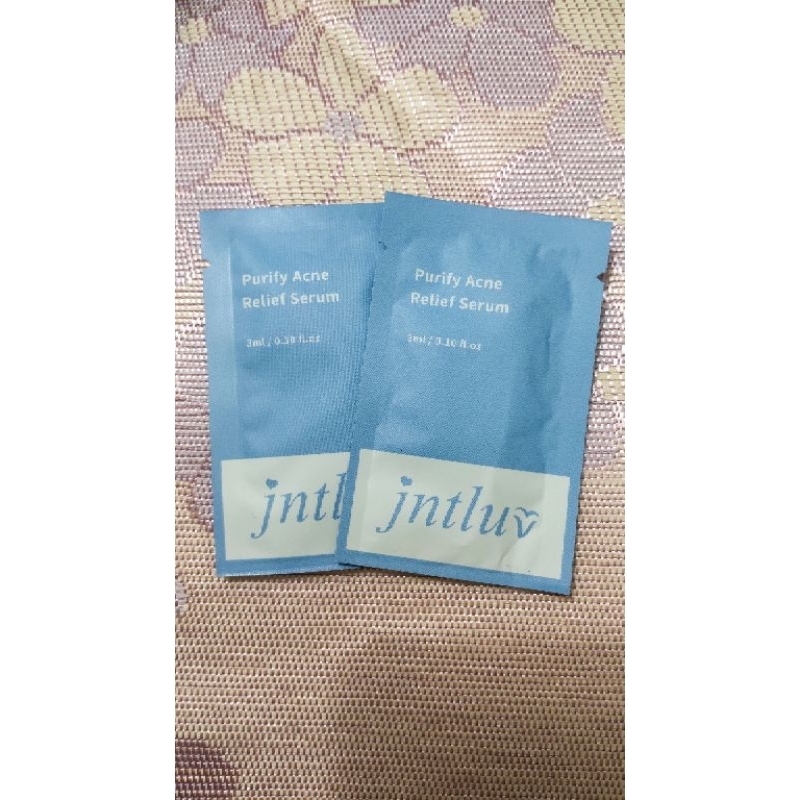 Purify Acne
Relief Serum
3ml / 0.10 fl.oz
jntl
Purify Acne
Relief Serum
3ml / 0.10 fl.oz
jntluv